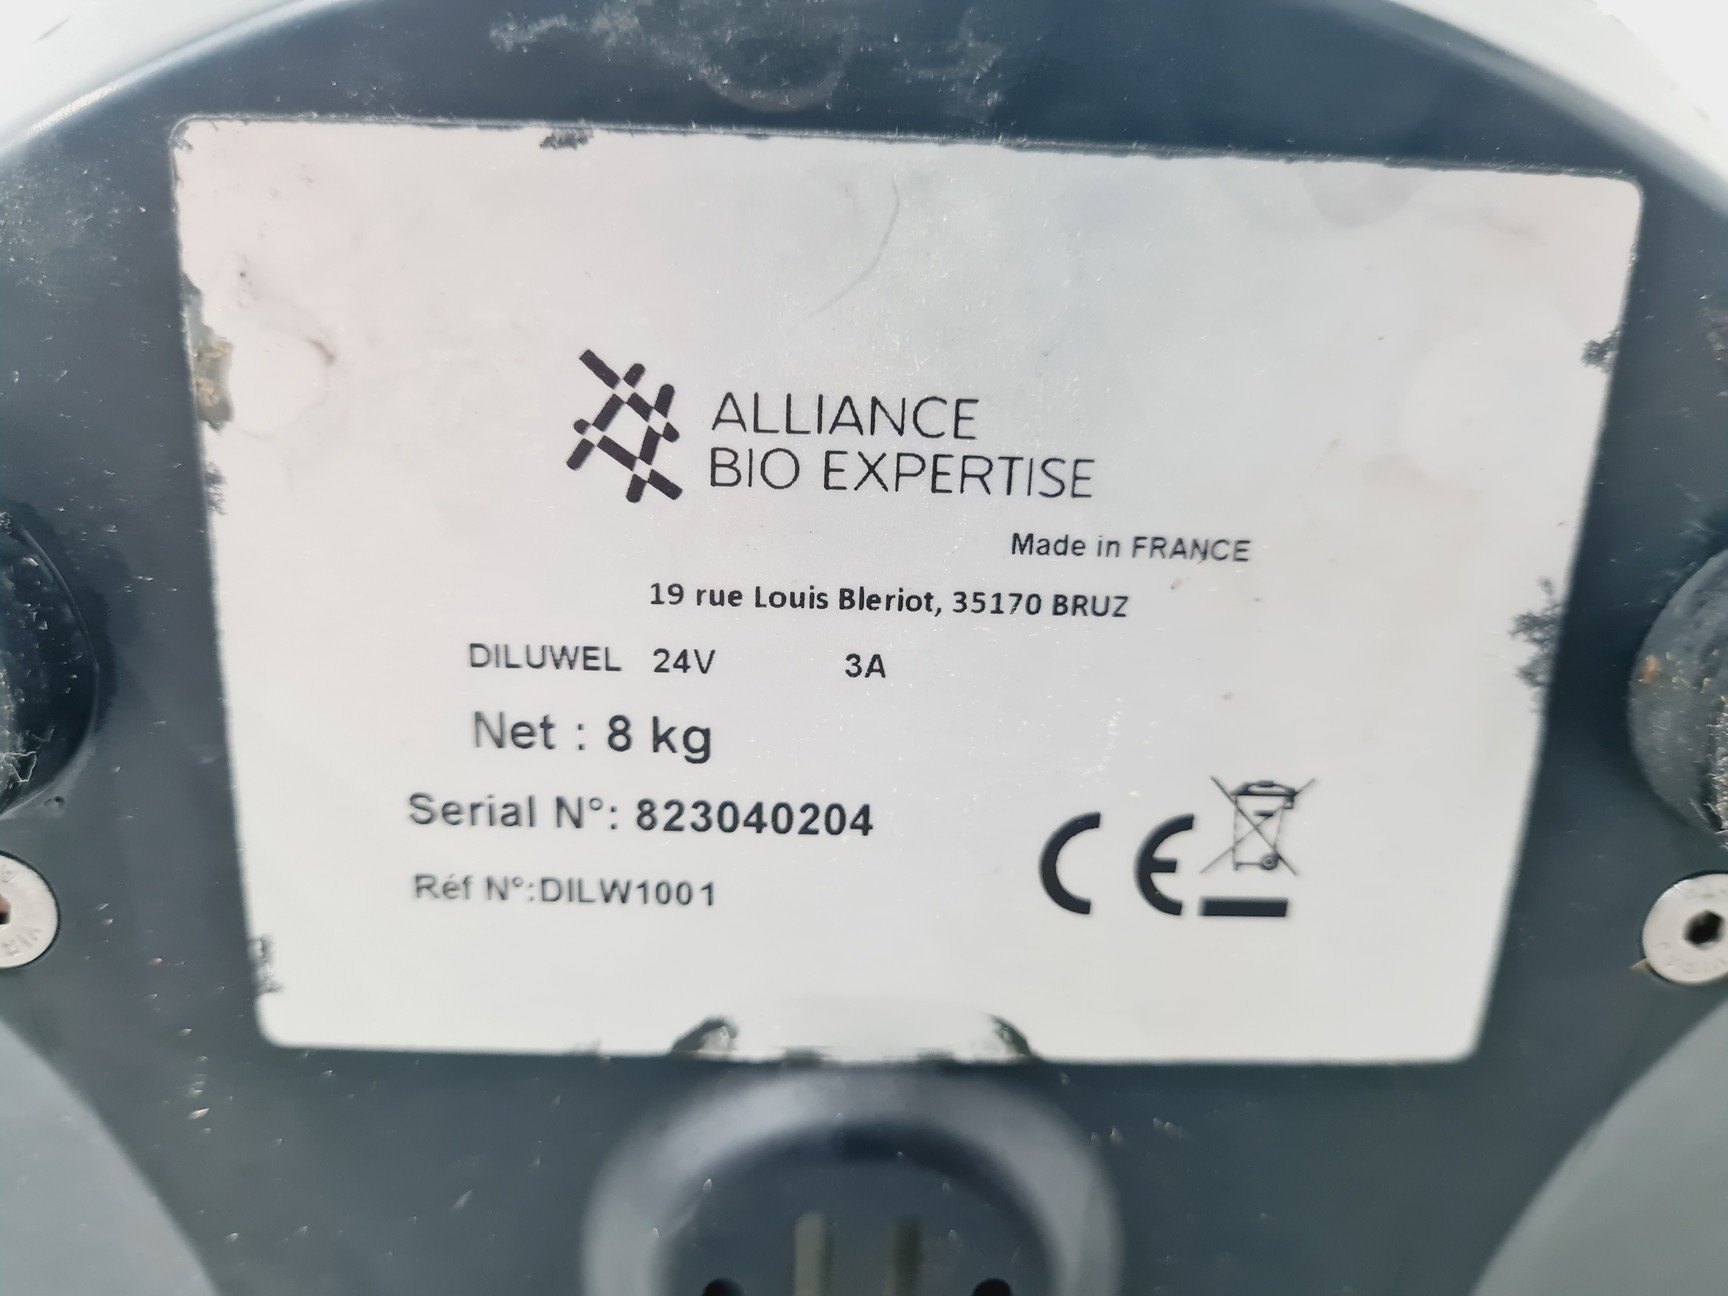 ALLIANCE
BIO EXPERTISE
Made in FRANCE
19 rue Louis Bleriot, 35170 BRUZ
DILUWEL 24V 3A
Net : 8 kg
Serial N°: 823040204
Réf N°:DILW1001
CE